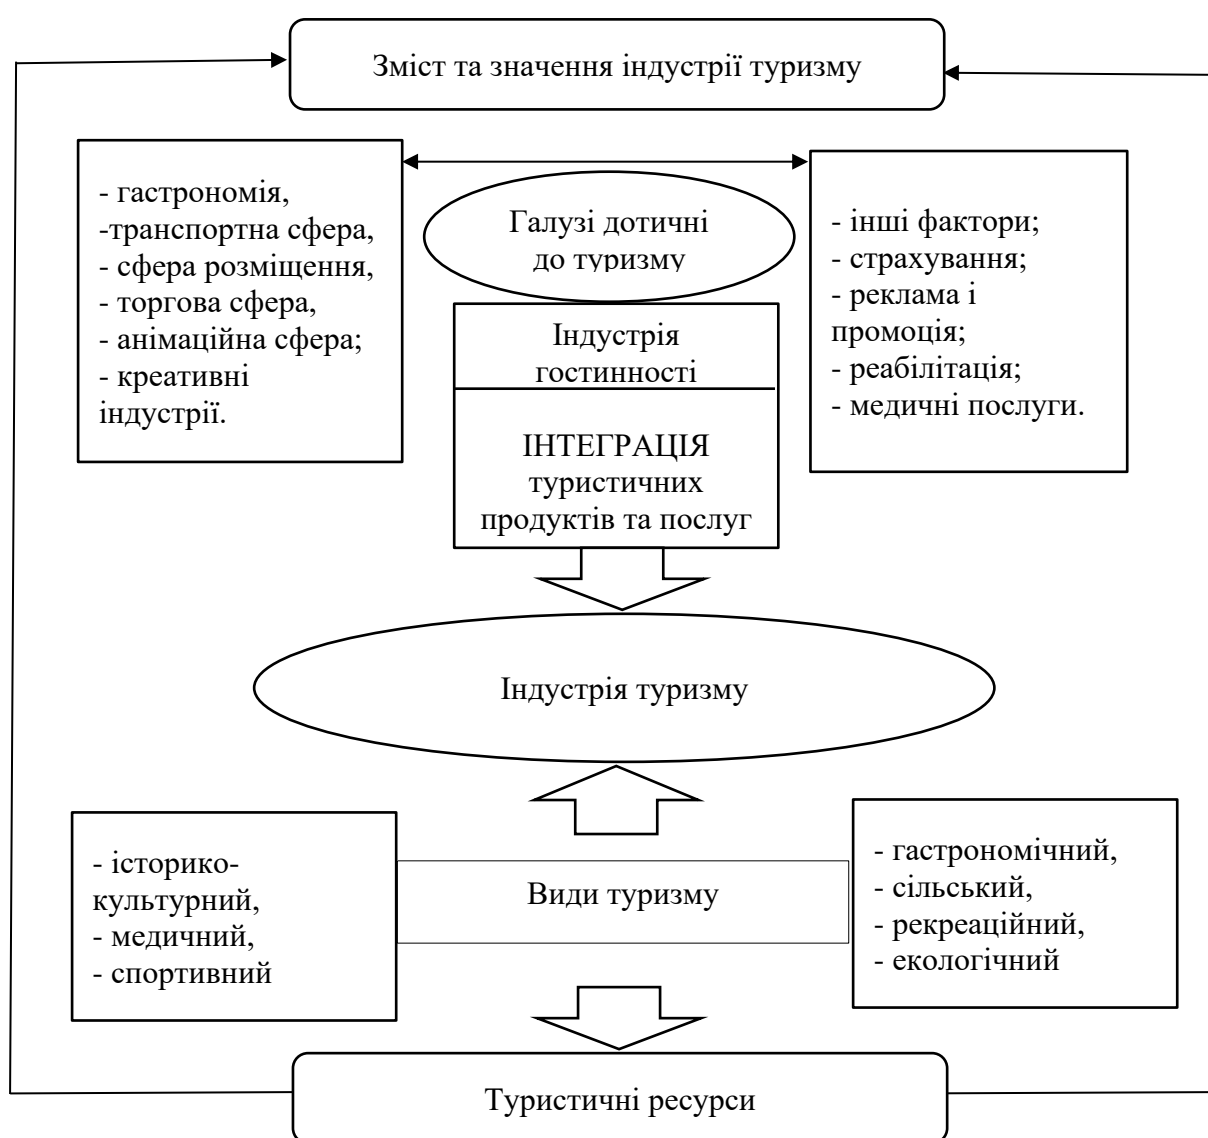 Зміст та значення індустрії туризму
- гастрономія,
-транспортна сфера,
- сфера розміщення,
- торгова сфера,
- анімаційна сфера;
- креативні
індустрії.
Галузі дотичні
до туризму
- інші фактори;
- страхування;
- реклама і
промоція;
- реабілітація;
- медичні послуги.
Індустрія
гостинності
ІНТЕГРАЦІЯ
туристичних
продуктів та послуг
Індустрія туризму
- історико-
культурний,
- медичний,
- спортивний
Види туризму
- гастрономічний,
- сільський,
- рекреаційний,
- екологічний
Туристичні ресурси